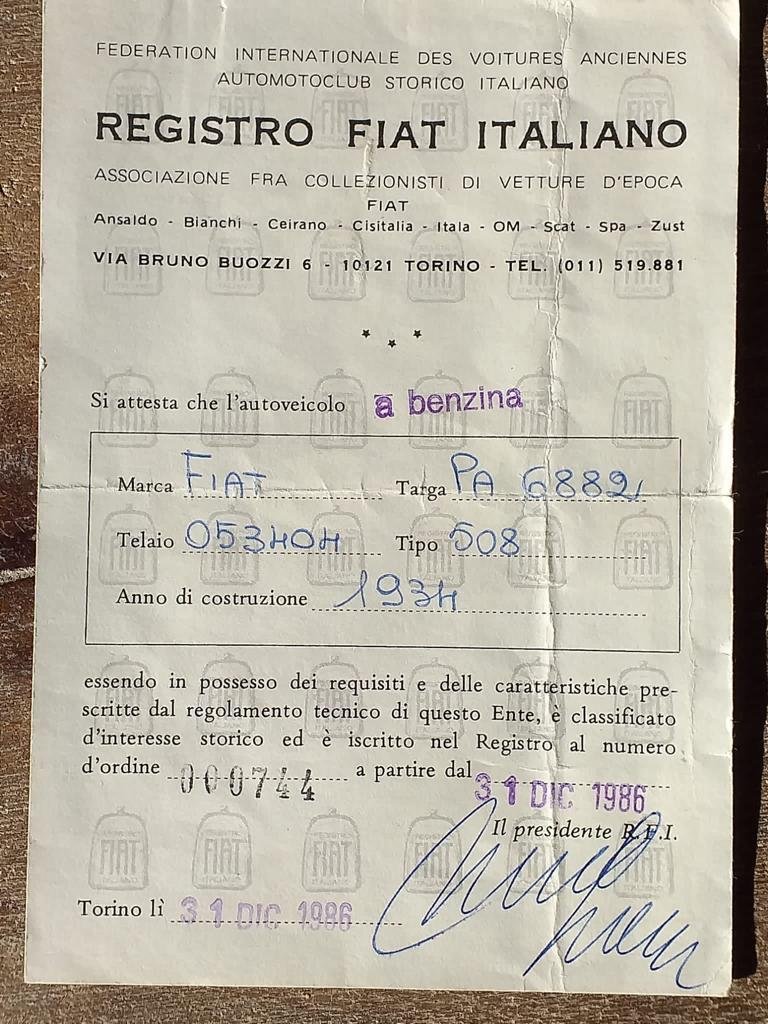 FEDERATION INTERNATIONALE DES VOITURES ANCIENNES
AUTOMOTOCLUB STORICO ITALIANO
REGISTRO FIAT ITALIANO
ASSOCIAZIONE FRA COLLEZIONISTI DI VETTURE D'EPOCA
FIAT
Ansaldo - Bianchi - Ceirano - Cisitalia - Itala - OM - Scat - Spa - Zust
VIA BRUNO BUOZZI 6 - 10121 TORINO - TEL. (011) 519.881
Si attesta che l'autoveicolo a benzina
Marca FIAT Targa PA 6882
Telaio 053404 Tipo 508
Anno di costruzione 1934
essendo in possesso dei requisiti e delle caratteristiche pre-
scritte dal regolamento tecnico di questo Ente, è classificato
d'interesse storico ed è iscritto nel Registro al numero
d'ordine 000744 a partire dal 31 DIC 1986
Il presidente R.F.I.
Torino lì 31 DIC 1986